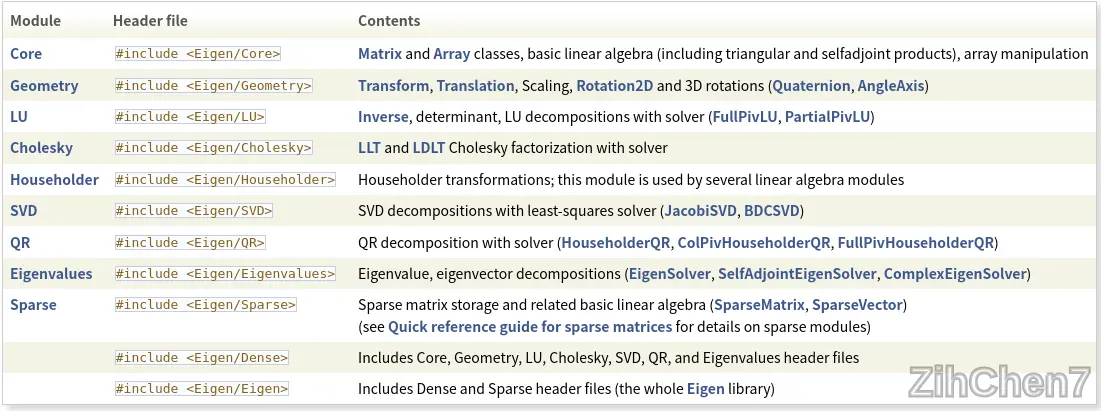 Module Header file Contents
Core #include <Eigen/Core> Matrix and Array classes, basic linear algebra (including triangular and selfadjoint products), array manipulation
Geometry #include <Eigen/Geometry> Transform, Translation, Scaling, Rotation2D and 3D rotations (Quaternion, AngleAxis)
LU #include <Eigen/LU> Inverse, determinant, LU decompositions with solver (FullPivLU, PartialPivLU)
Cholesky #include <Eigen/Cholesky> LLT and LDLT Cholesky factorization with solver
Householder #include <Eigen/Householder> Householder transformations; this module is used by several linear algebra modules
SVD #include <Eigen/SVD> SVD decompositions with least-squares solver (JacobiSVD, BDCSVD)
QR #include <Eigen/QR> QR decomposition with solver (HouseholderQR, ColPivHouseholderQR, FullPivHouseholderQR)
Eigenvalues #include <Eigen/Eigenvalues> Eigenvalue, eigenvector decompositions (EigenSolver, SelfAdjointEigenSolver, ComplexEigenSolver)
Sparse #include <Eigen/Sparse> Sparse matrix storage and related basic linear algebra (SparseMatrix, SparseVector)
(see Quick reference guide for sparse matrices for details on sparse modules)
#include <Eigen/Dense> Includes Core, Geometry, LU, Cholesky, SVD, QR, and Eigenvalues header files
#include <Eigen/Eigen> Includes Dense and Sparse header files (the whole Eigen library)
ZihChen7